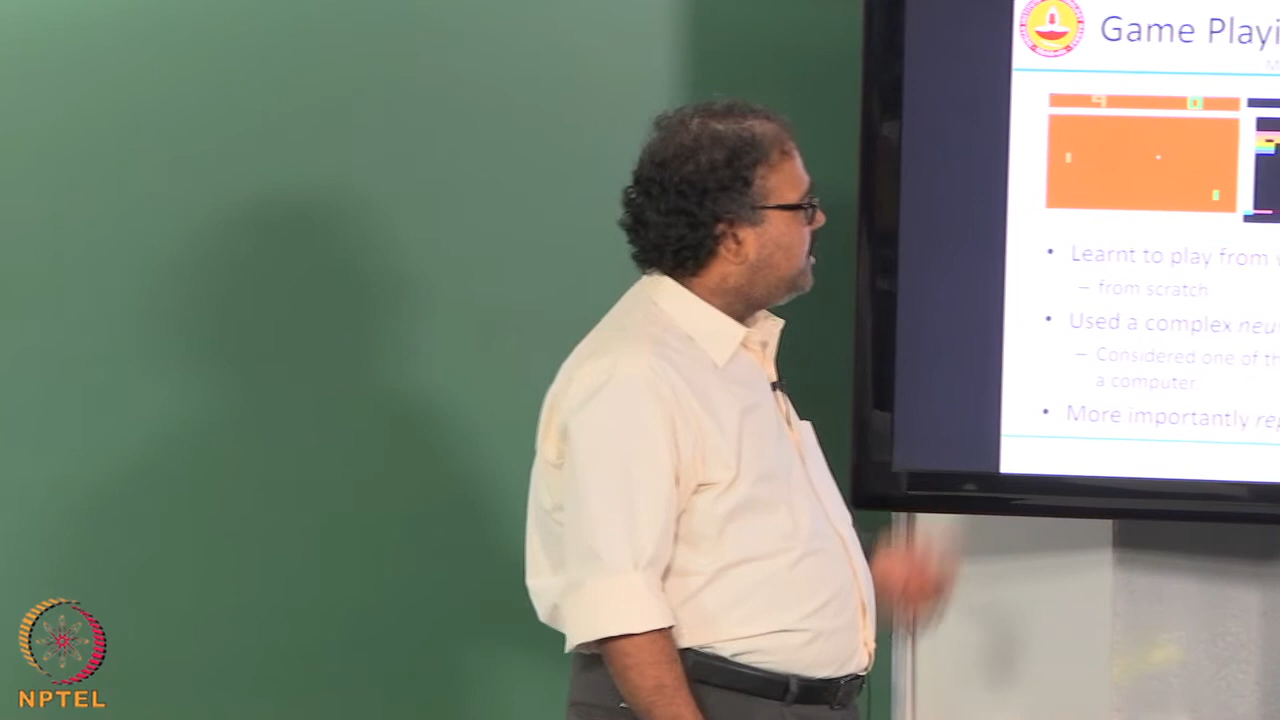 Game Playi
• Learnt to play from
– from scratch
• Used a complex neu
– Considered one of th
a computer.
• More importantly rep
NPTEL